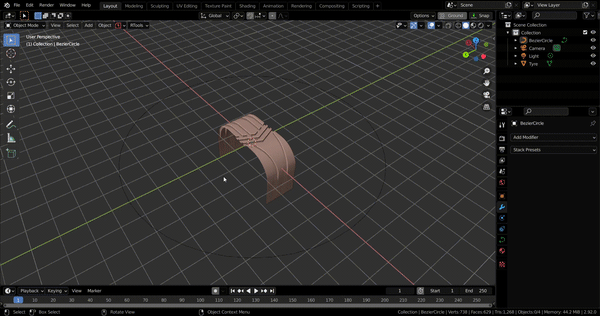 File Edit Render Window Help Layout Modeling Sculpting UV Editing Texture Paint Shading Animation Rendering Compositing Scripting Scene View Layer
Global Options Ground Snap
Object Mode View Select Add Object RTools
User Perspective
(1) Collection | BezierCircle
Scene Collection
Collection
BezierCircle
Camera
Light
Tyre
BezierCircle
Add Modifier
Stack Presets
Playback Keying View Marker 1 Start 1 End 250
1 10 20 30 40 50 60 70 80 90 100 110 120 130 140 150 160 170 180 190 200 210 220 230 240 250
Select Box Select Rotate View Object Context Menu Collection | BezierCircle | Verts:738 | Faces:629 | Tris:1,268 | Objects:0/4 | Memory: 44.2 MiB | 2.92.0